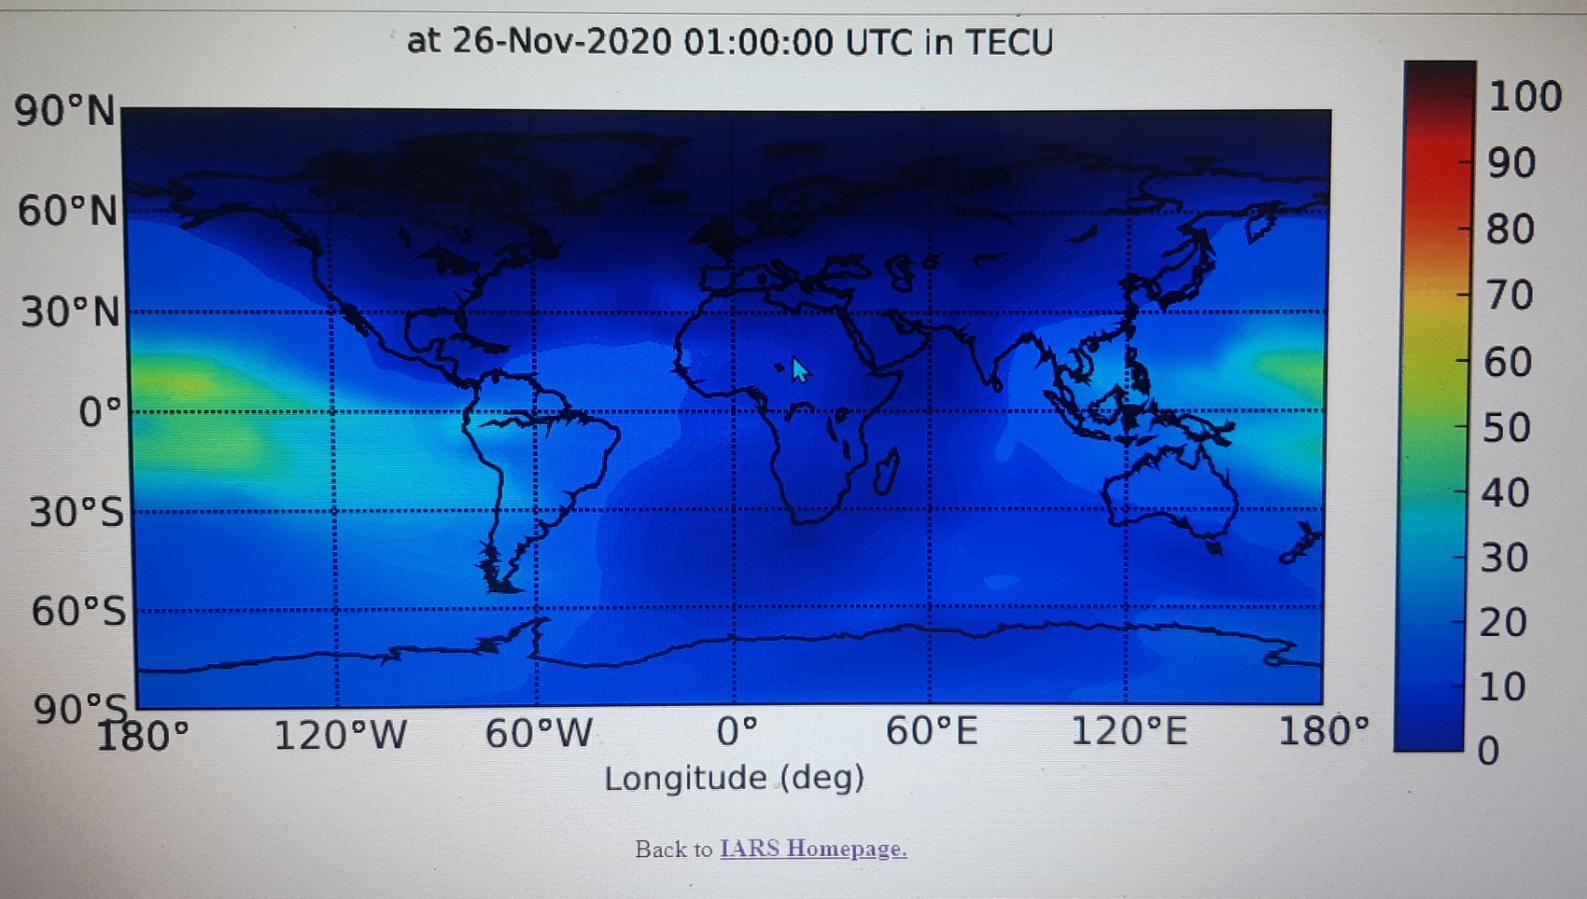 at 26-Nov-2020 01:00:00 UTC in TECU
90°N
60°N
30°N
0°
30°S
60°S
90°S
180°
120°W
60°W
0°
60°E
120°E
180°
Longitude (deg)
100
90
80
70
60
50
40
30
20
10
0
Back to IARS Homepage.